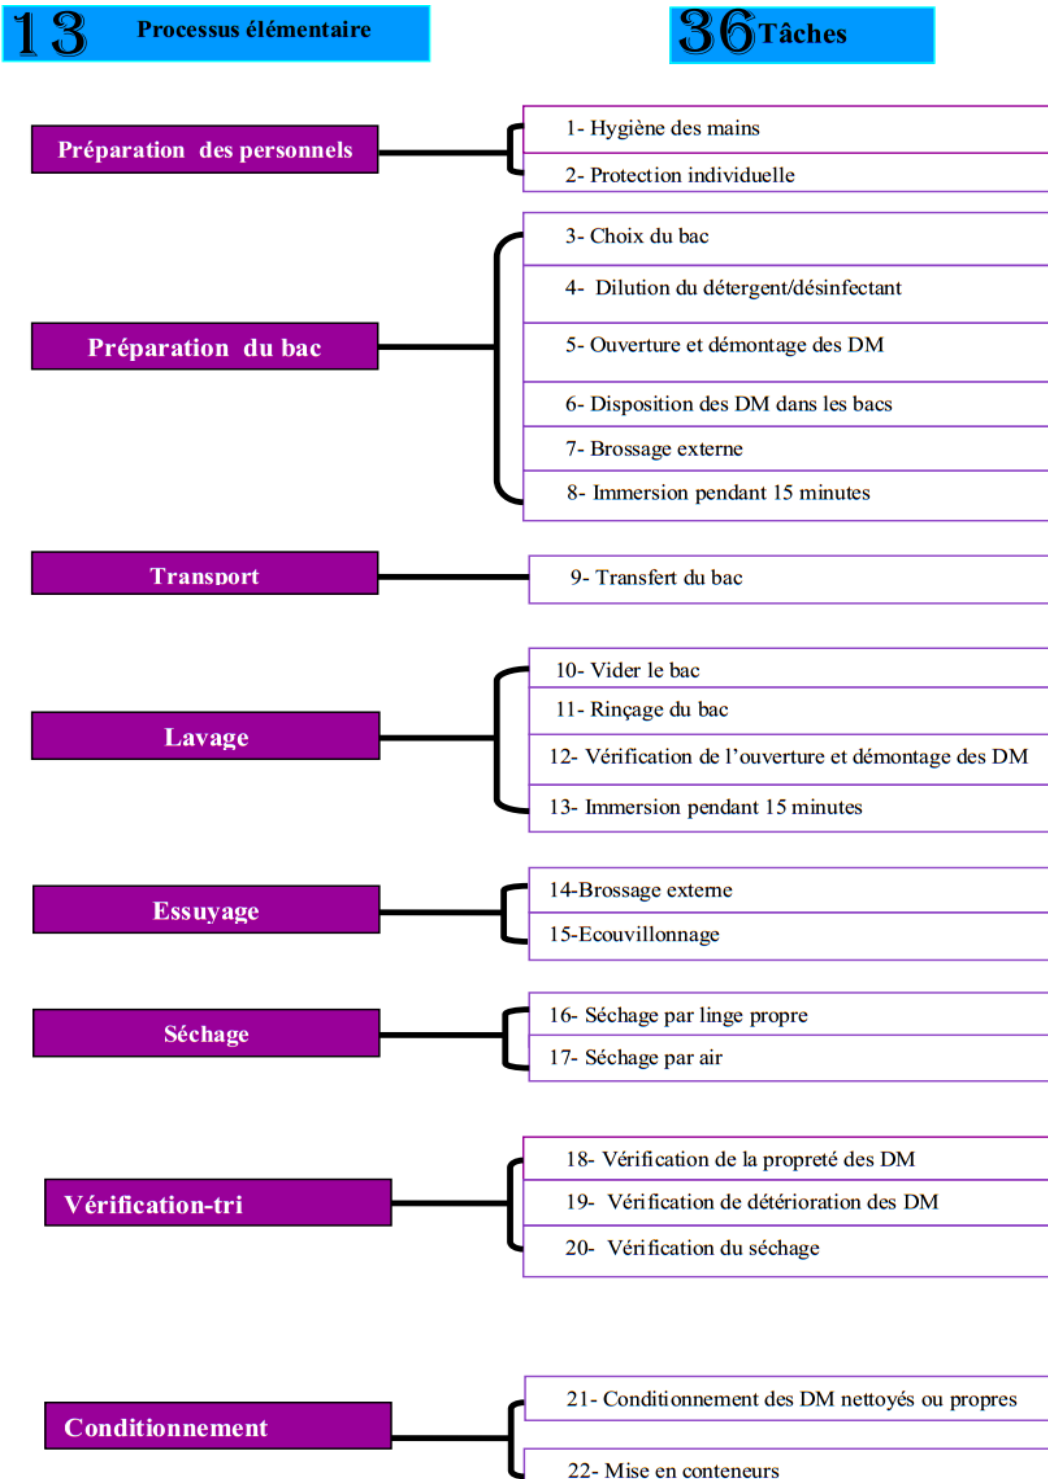 13 Processus élémentaire
36 Tâches
Préparation des personnels
1- Hygiène des mains
2- Protection individuelle
Préparation du bac
3- Choix du bac
4- Dilution du détergent/désinfectant
5- Ouverture et démontage des DM
6- Disposition des DM dans les bacs
7- Brossage externe
8- Immersion pendant 15 minutes
Transport
9- Transfert du bac
Lavage
10- Vider le bac
11- Rinçage du bac
12- Vérification de l’ouverture et démontage des DM
13- Immersion pendant 15 minutes
Essuyage
14-Brossage externe
15-Ecouvillonnage
Séchage
16- Séchage par linge propre
17- Séchage par air
Vérification-tri
18- Vérification de la propreté des DM
19- Vérification de détérioration des DM
20- Vérification du séchage
Conditionnement
21- Conditionnement des DM nettoyés ou propres
22- Mise en conteneurs